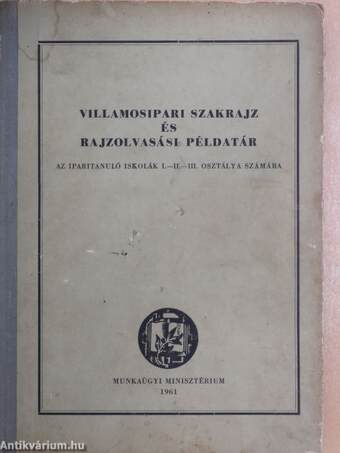 VILLAMOSIPARI SZAKRAJZ
ÉS
RAJZOLVASÁSI PÉLDATÁR
AZ IPARITANULÓ ISKOLÁK I.—II.—III. OSZTÁLYA SZÁMÁRA
MUNKAÜGYI MINISZTÉRIUM
1961
Antikvárium.hu